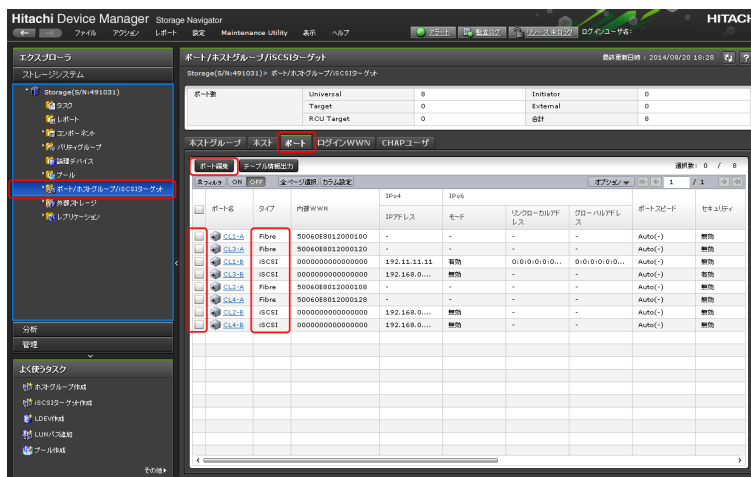 Hitachi Device Manager Storage Navigator
HITACH
ファイル アクション レポート 設定 Maintenance Utility 表示 ヘルプ アラート 監査ログ リソース未ロック ログインユーザ:
エクスプローラ
ストレージシステム
Storage(S/N:491031)
タスク
レポート
コンポーネント
パリティグループ
論理デバイス
プール
ポート/ホストグループ/iSCSIターゲット
外部ストレージ
レプリケーション
分析
管理
よく使うタスク
ホストグループ作成
iSCSIターゲット作成
LDEV作成
LUNパス追加
プール作成
その他
ポート/ホストグループ/iSCSIターゲット
最終更新日時 : 2014/08/20 18:28
Storage(S/N:491031)> ポート/ホストグループ/iSCSIターゲット
ポート数 Universal 8 Initiator 0
Target 0 External 0
RCU Target 0 合計 8
ホストグループ ホスト ポート ログインWWN CHAPユーザ
ポート編集 テーブル情報出力 選択数: 0 / 8
フィルタ ON OFF 全ページ選択 カラム設定 オプション 1 / 1
IPv4 IPv6
ポート名 タイプ 内部WWN IPアドレス モード リンクローカルアドレス グローバルアドレス ポートスピード セキュリティ
CL1-A Fibre 50060E8012000100 - - - - Auto(-) 無効
CL3-A Fibre 50060E8012000120 - - - - Auto(-) 無効
CL1-B iSCSI 0000000000000000 192.11.11.11 有効 0:0:0:0:0... 0:0:0:0:0... Auto(-) 無効
CL3-B iSCSI 0000000000000000 192.168.0.... 無効 - - Auto(-) 有効
CL2-A Fibre 50060E8012000108 - - - - Auto(-) 無効
CL4-A Fibre 50060E8012000128 - - - - Auto(-) 無効
CL2-B iSCSI 0000000000000000 192.168.0.... 無効 - - Auto(-) 無効
CL4-B iSCSI 0000000000000000 192.168.0.... 無効 - - Auto(-) 無効